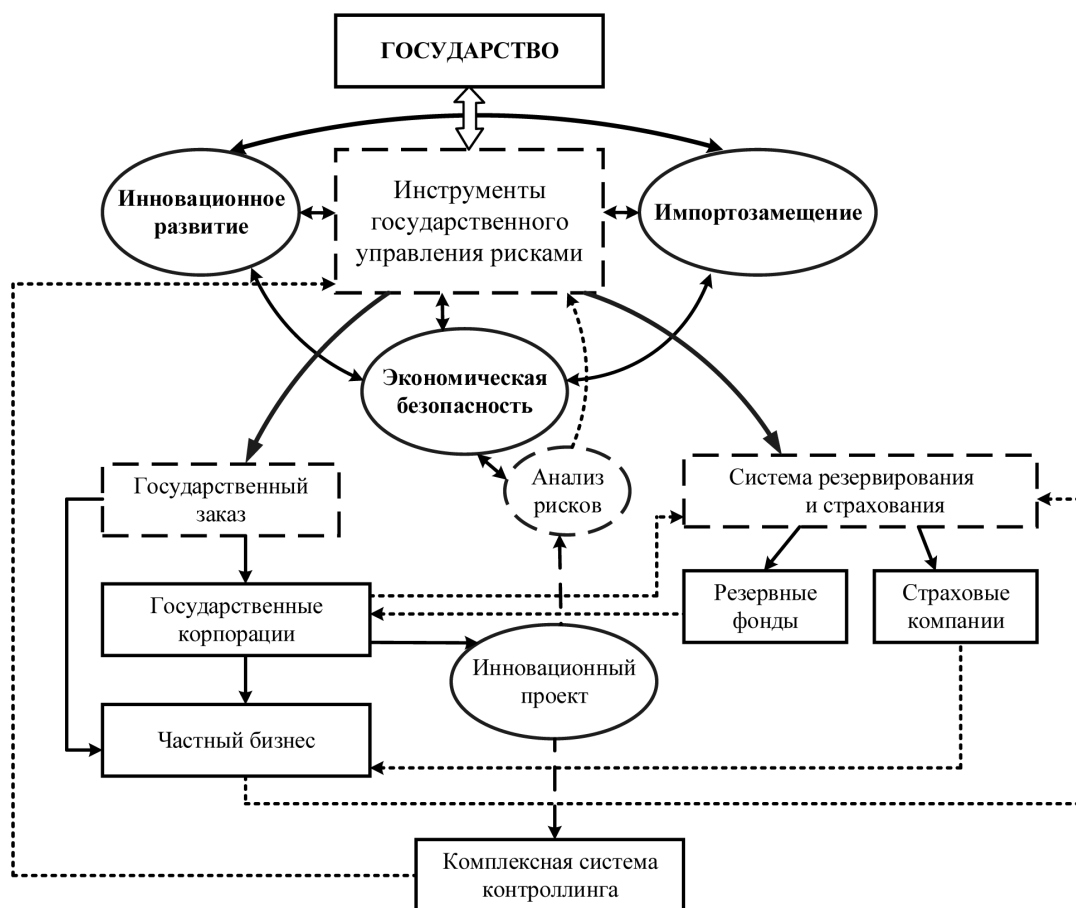 ГОСУДАРСТВО
Инновационное
развитие
Инструменты
государственного
управления рисками
Импортозамещение
Экономическая
безопасность
Государственный
заказ
Анализ
рисков
Система резервирования
и страхования
Государственные
корпорации
Резервные
фонды
Страховые
компании
Инновационный
проект
Частный бизнес
Комплексная система
контроллинга